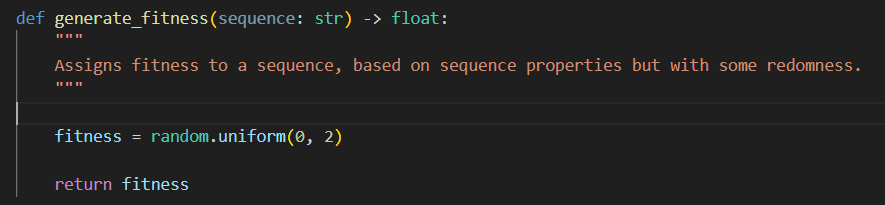 def generate_fitness(sequence: str) -> float:
"""
Assigns fitness to a sequence, based on sequence properties but with some redomness.
"""
fitness = random.uniform(0, 2)
return fitness